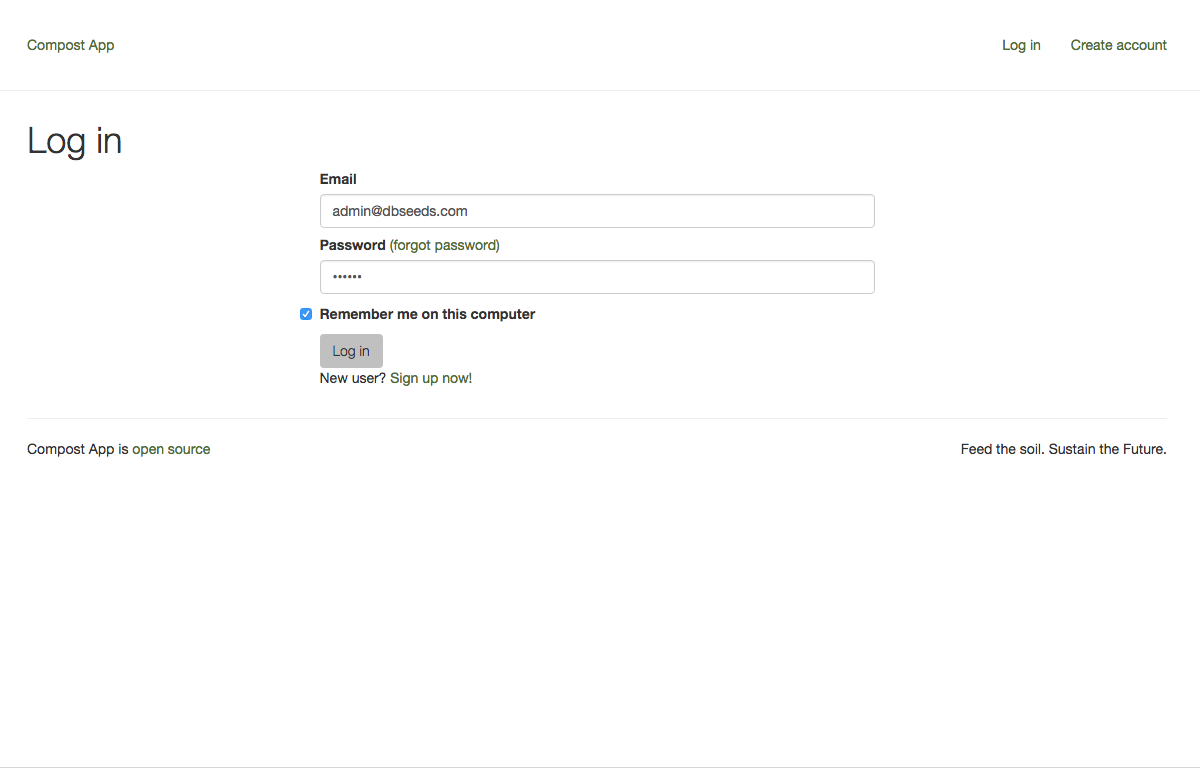 Compost App
Log in
Create account
Log in
Email
admin@dbseeds.com
Password (forgot password)
••••••
Remember me on this computer
Log in
New user? Sign up now!
Compost App is open source
Feed the soil. Sustain the Future.